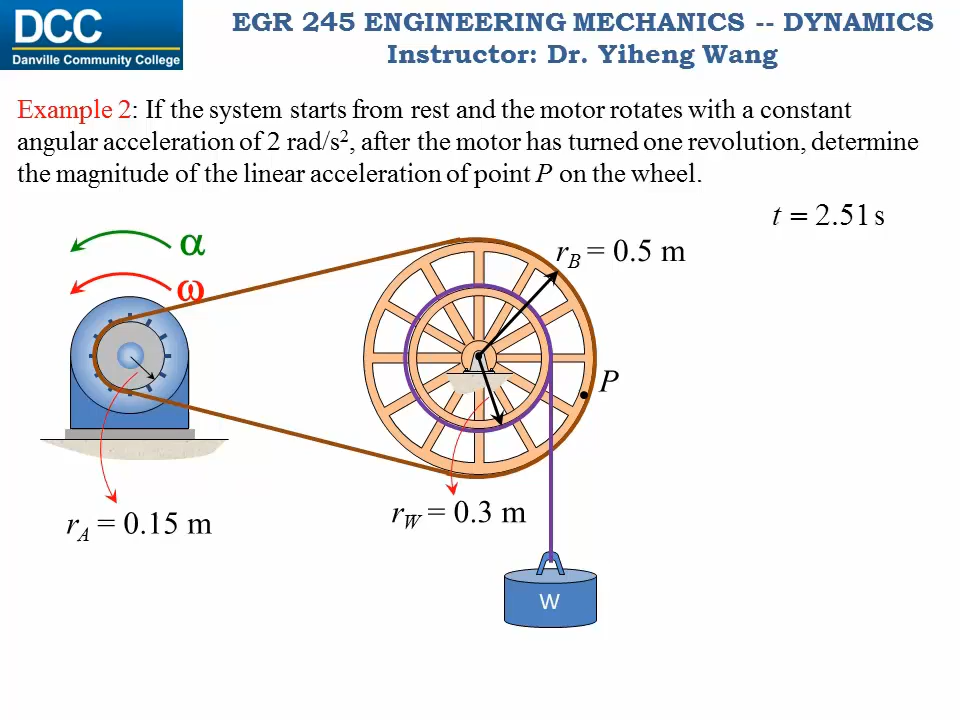 DCC
Danville Community College
EGR 245 ENGINEERING MECHANICS -- DYNAMICS
Instructor: Dr. Yiheng Wang
Example 2: If the system starts from rest and the motor rotates with a constant
angular acceleration of 2 rad/s², after the motor has turned one revolution, determine
the magnitude of the linear acceleration of point P on the wheel.
t = 2.51 s
α
ω
r_B = 0.5 m
P
r_A = 0.15 m
r_W = 0.3 m
W